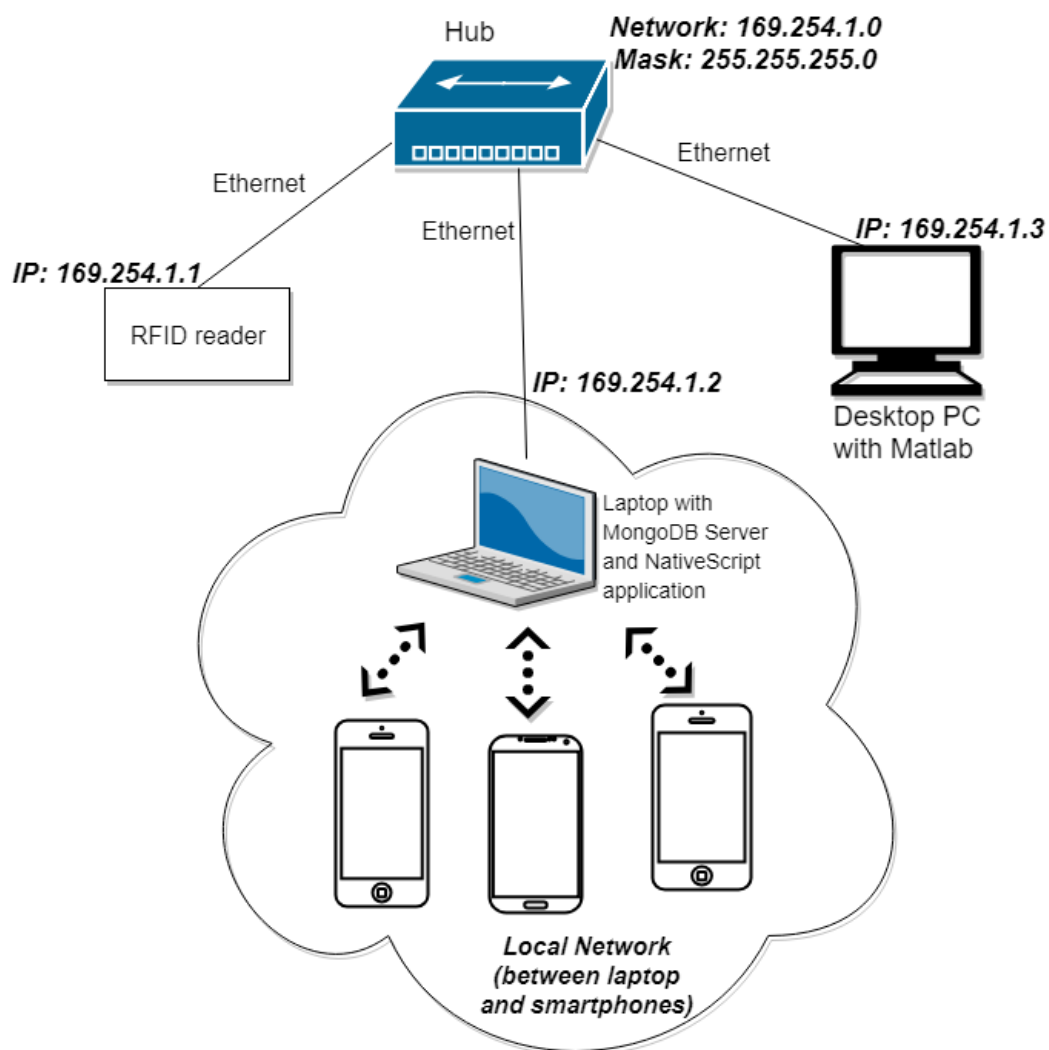 Hub
Network: 169.254.1.0
Mask: 255.255.255.0
Ethernet
Ethernet
Ethernet
IP: 169.254.1.3
IP: 169.254.1.1
RFID reader
IP: 169.254.1.2
Desktop PC
with Matlab
Laptop with
MongoDB Server
and NativeScript
application
Local Network
(between laptop
and smartphones)